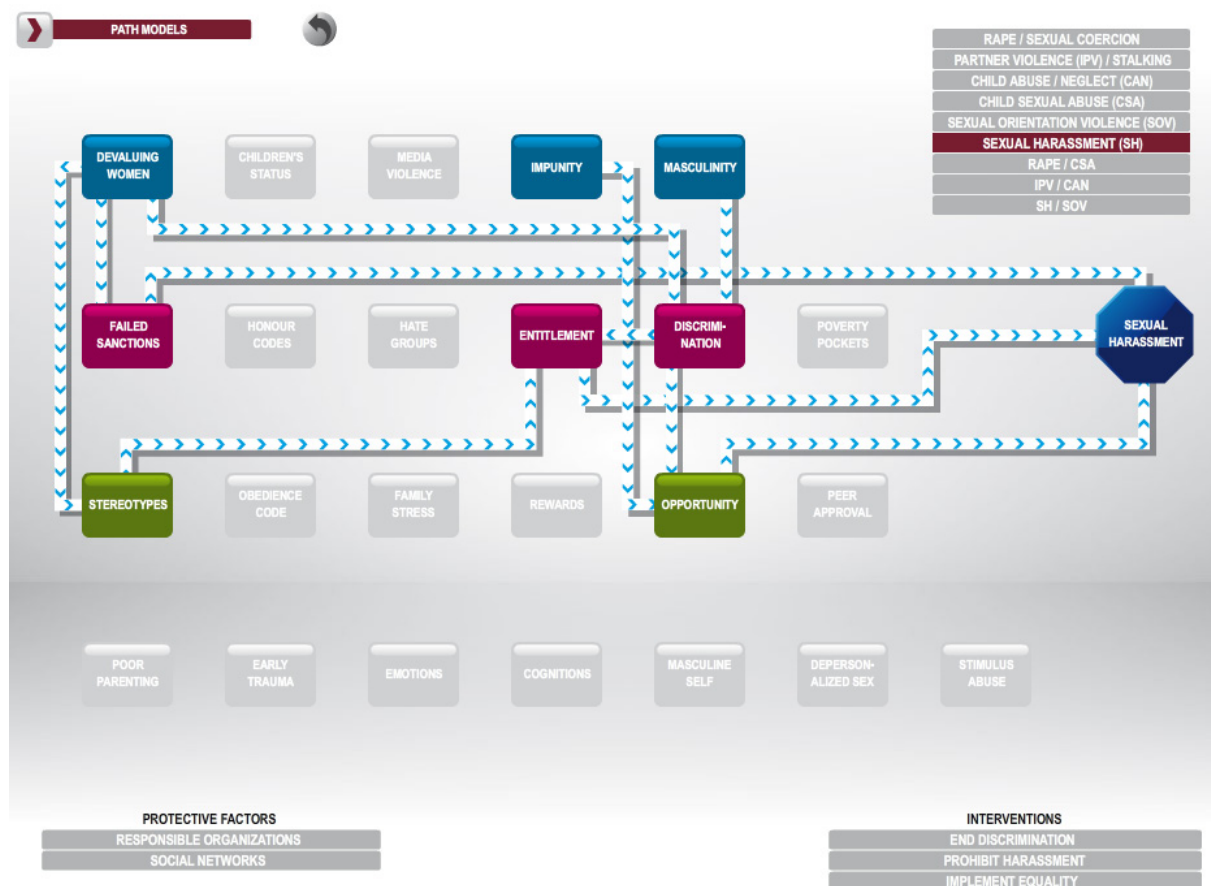 PATH MODELS
RAPE / SEXUAL COERCION
PARTNER VIOLENCE (IPV) / STALKING
CHILD ABUSE / NEGLECT (CAN)
CHILD SEXUAL ABUSE (CSA)
SEXUAL ORIENTATION VIOLENCE (SOV)
SEXUAL HARASSMENT (SH)
RAPE / CSA
IPV / CAN
SH / SOV
DEVALUING
WOMEN
CHILDREN'S
STATUS
MEDIA
VIOLENCE
IMPUNITY
MASCULINITY
FAILED
SANCTIONS
HONOUR
CODES
HATE
GROUPS
ENTITLEMENT
DISCRIMI-
NATION
POVERTY
POCKETS
SEXUAL
HARASSMENT
STEREOTYPES
OBEDIENCE
CODE
FAMILY
STRESS
REWARDS
OPPORTUNITY
PEER
APPROVAL
POOR
PARENTING
EARLY
TRAUMA
EMOTIONS
COGNITIONS
MASCULINE
SELF
DEPERSON-
ALIZED SEX
STIMULUS
ABUSE
PROTECTIVE FACTORS
RESPONSIBLE ORGANIZATIONS
SOCIAL NETWORKS
INTERVENTIONS
END DISCRIMINATION
PROHIBIT HARASSMENT
IMPLEMENT EQUALITY